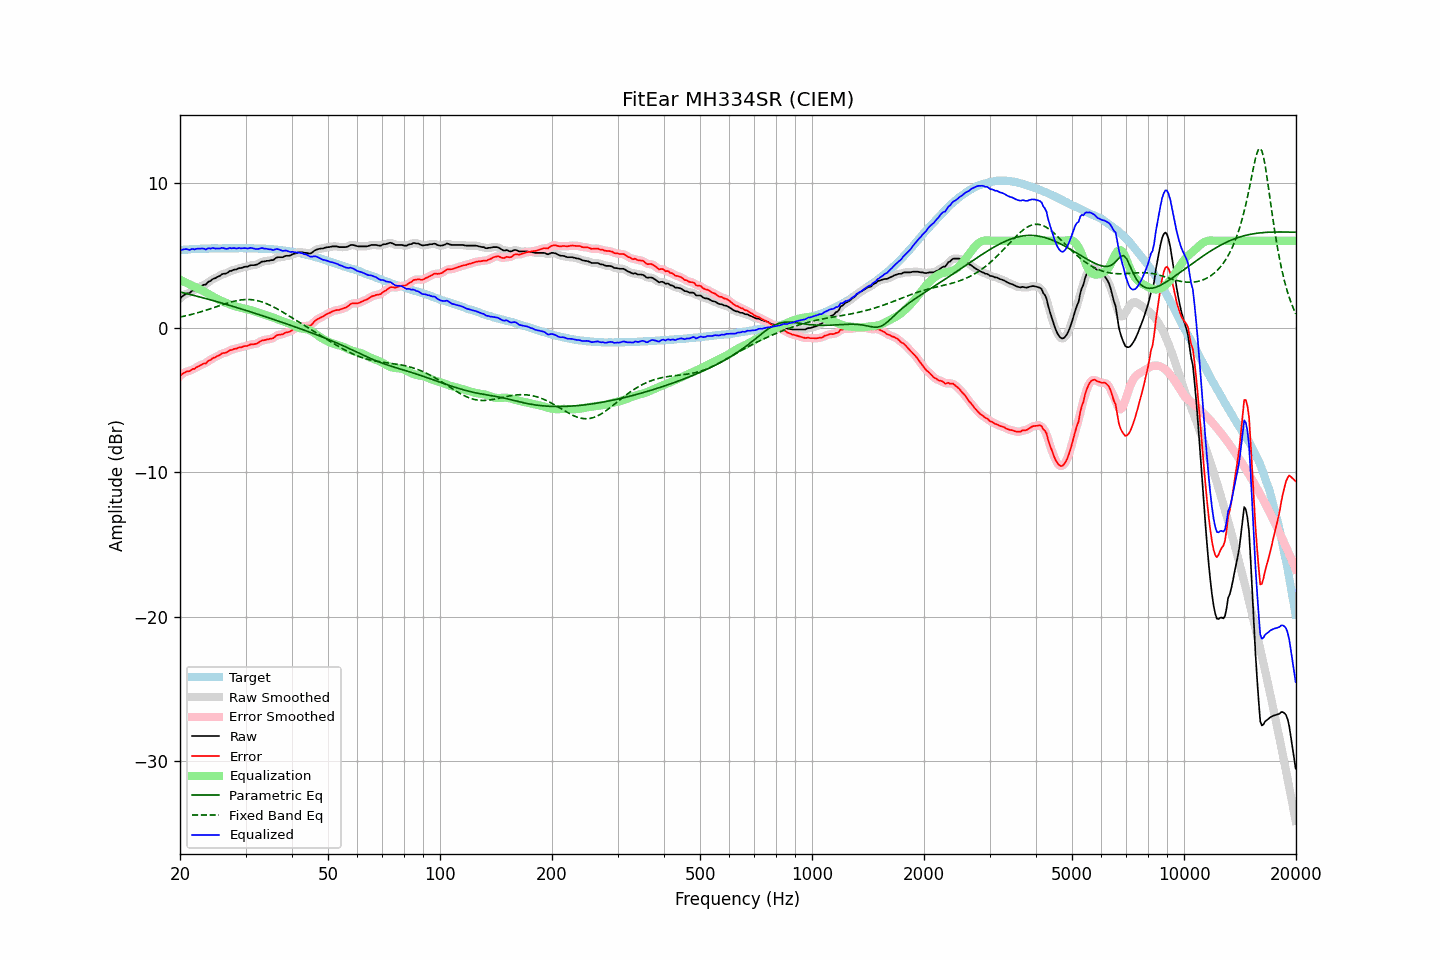 FitEar MH334SR (CIEM)
Amplitude (dBr)
10
0
−10
−20
−30
Target
Raw Smoothed
Error Smoothed
Raw
Error
Equalization
Parametric Eq
Fixed Band Eq
Equalized
20 50 100 200 500 1000 2000 5000 10000 20000
Frequency (Hz)